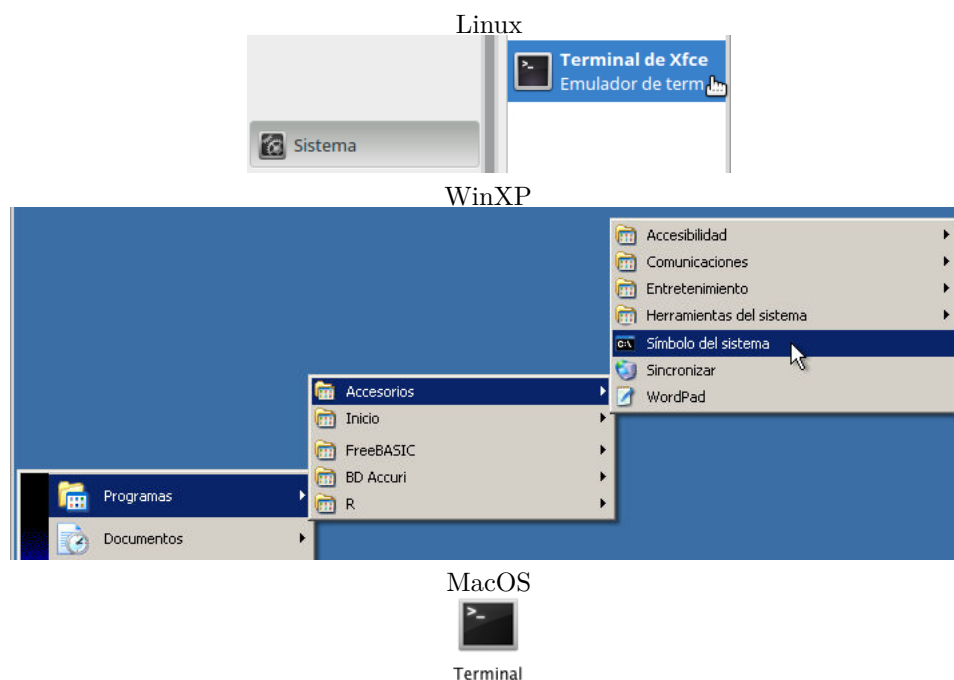 Linux
Terminal de Xfce
Emulador de term
Sistema
WinXP
Accesibilidad
Comunicaciones
Entretenimiento
Herramientas del sistema
C:\
Símbolo del sistema
Sincronizar
WordPad
Accesorios
Inicio
FreeBASIC
BD Accuri
R
Programas
Documentos
MacOS
>_
Terminal